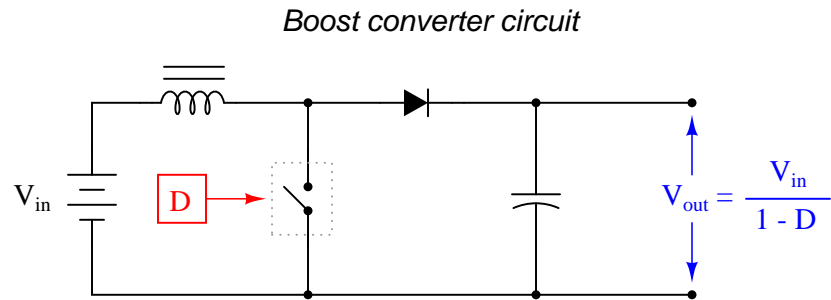 Boost converter circuit
V_in
D
V_out = V_in / 1 - D